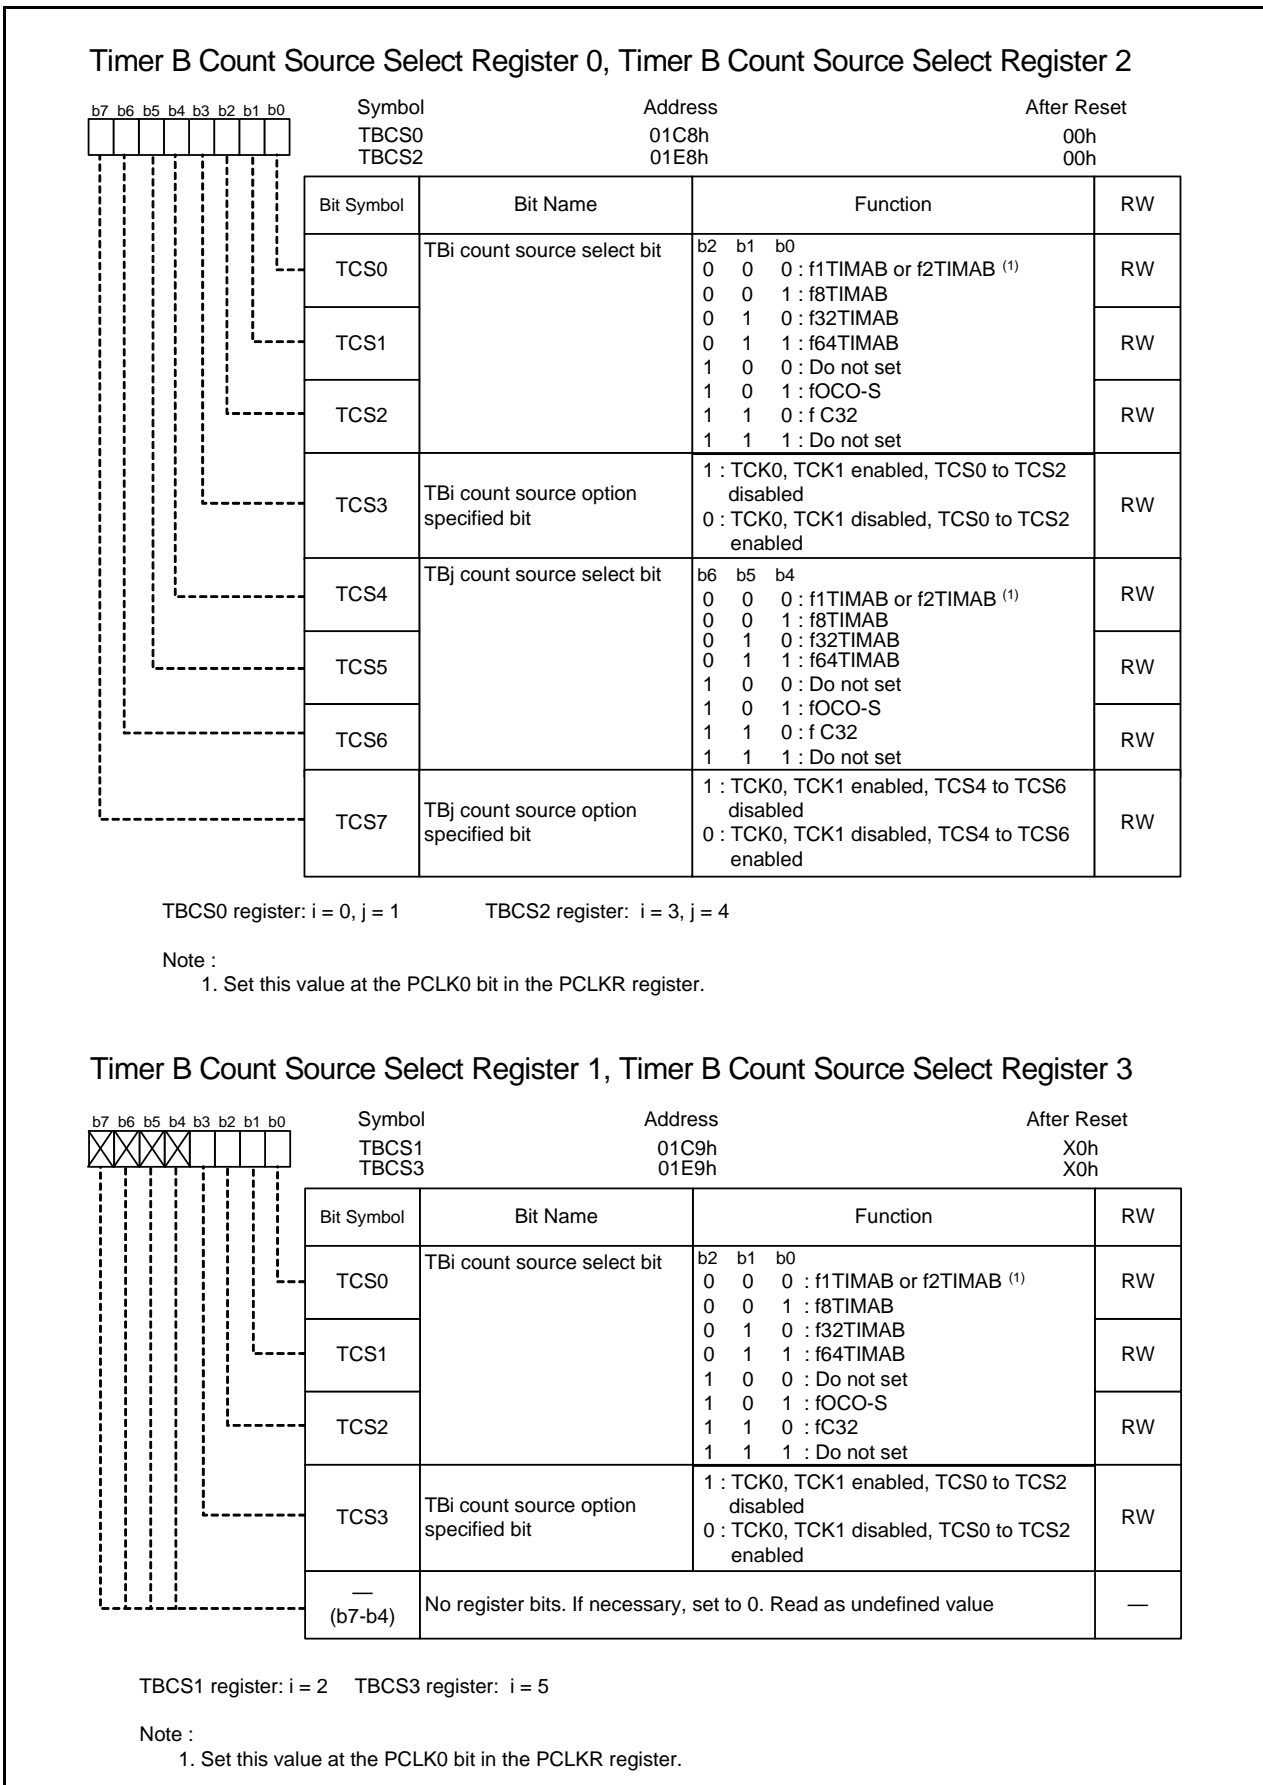 Timer B Count Source Select Register 0, Timer B Count Source Select Register 2
b7 b6 b5 b4 b3 b2 b1 b0
Symbol Address After Reset
TBCS0 01C8h 00h
TBCS2 01E8h 00h
Bit Symbol Bit Name Function RW
TCS0 TBi count source select bit RW
TCS1 RW
TCS2 RW
b2 b1 b0
0 0 0 : f1TIMAB or f2TIMAB (1)
0 0 1 : f8TIMAB
0 1 0 : f32TIMAB
0 1 1 : f64TIMAB
1 0 0 : Do not set
1 0 1 : fOCO-S
1 1 0 : f C32
1 1 1 : Do not set
TCS3 TBi count source option specified bit RW
1 : TCK0, TCK1 enabled, TCS0 to TCS2
disabled
0 : TCK0, TCK1 disabled, TCS0 to TCS2
enabled
TCS4 TBj count source select bit RW
TCS5 RW
TCS6 RW
b6 b5 b4
0 0 0 : f1TIMAB or f2TIMAB (1)
0 0 1 : f8TIMAB
0 1 0 : f32TIMAB
0 1 1 : f64TIMAB
1 0 0 : Do not set
1 0 1 : fOCO-S
1 1 0 : f C32
1 1 1 : Do not set
TCS7 TBj count source option specified bit RW
1 : TCK0, TCK1 enabled, TCS4 to TCS6
disabled
0 : TCK0, TCK1 disabled, TCS4 to TCS6
enabled
TBCS0 register: i = 0, j = 1 TBCS2 register: i = 3, j = 4
Note :
1. Set this value at the PCLK0 bit in the PCLKR register.
Timer B Count Source Select Register 1, Timer B Count Source Select Register 3
b7 b6 b5 b4 b3 b2 b1 b0
Symbol Address After Reset
TBCS1 01C9h X0h
TBCS3 01E9h X0h
Bit Symbol Bit Name Function RW
TCS0 TBi count source select bit RW
TCS1 RW
TCS2 RW
b2 b1 b0
0 0 0 : f1TIMAB or f2TIMAB (1)
0 0 1 : f8TIMAB
0 1 0 : f32TIMAB
0 1 1 : f64TIMAB
1 0 0 : Do not set
1 0 1 : fOCO-S
1 1 0 : fC32
1 1 1 : Do not set
TCS3 TBi count source option specified bit RW
1 : TCK0, TCK1 enabled, TCS0 to TCS2
disabled
0 : TCK0, TCK1 disabled, TCS0 to TCS2
enabled
—
(b7-b4) No register bits. If necessary, set to 0. Read as undefined value —
TBCS1 register: i = 2 TBCS3 register: i = 5
Note :
1. Set this value at the PCLK0 bit in the PCLKR register.